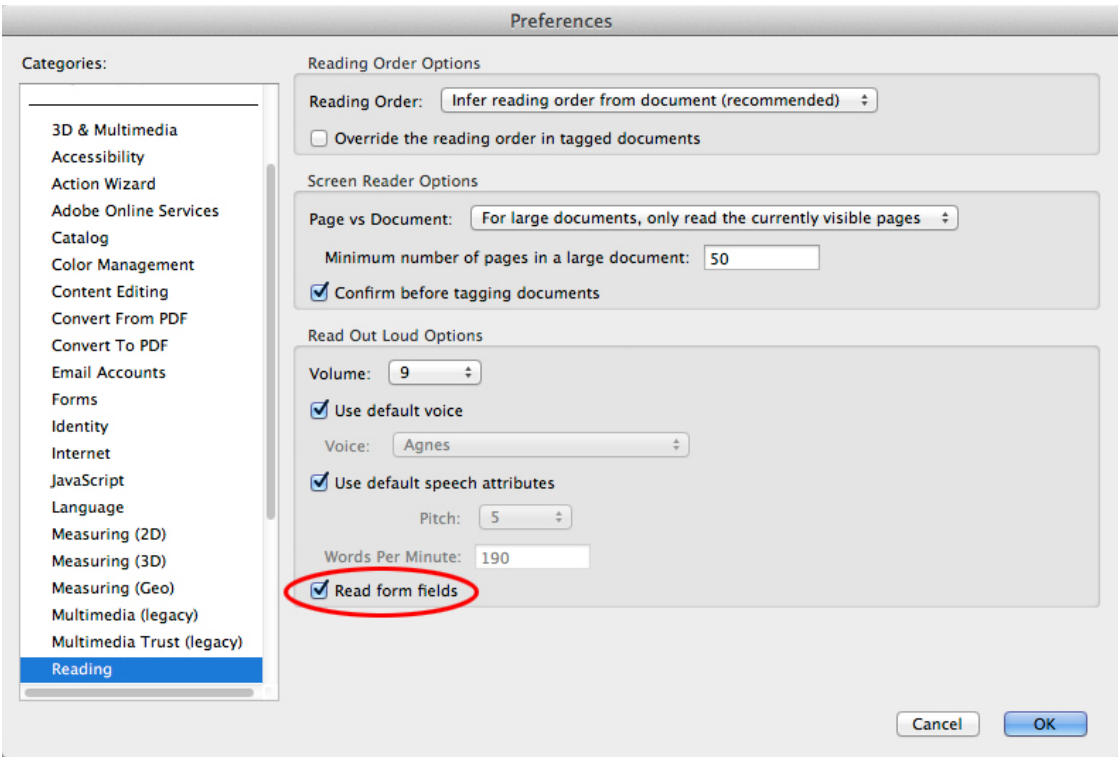 Preferences
Categories:
3D & Multimedia
Accessibility
Action Wizard
Adobe Online Services
Catalog
Color Management
Content Editing
Convert From PDF
Convert To PDF
Email Accounts
Forms
Identity
Internet
JavaScript
Language
Measuring (2D)
Measuring (3D)
Measuring (Geo)
Multimedia (legacy)
Multimedia Trust (legacy)
Reading
Reading Order Options
Reading Order: Infer reading order from document (recommended)
Override the reading order in tagged documents
Screen Reader Options
Page vs Document: For large documents, only read the currently visible pages
Minimum number of pages in a large document: 50
Confirm before tagging documents
Read Out Loud Options
Volume: 9
Use default voice
Voice: Agnes
Use default speech attributes
Pitch: 5
Words Per Minute: 190
Read form fields
Cancel OK